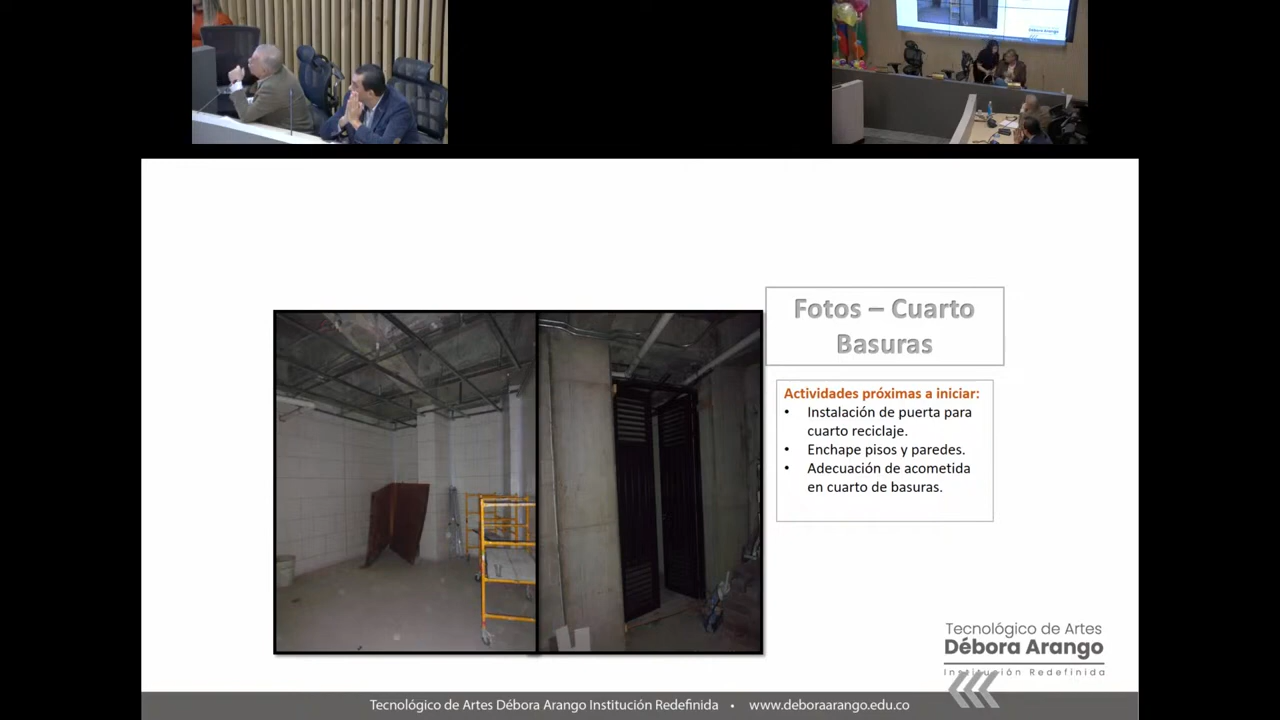 Fotos – Cuarto
Basuras
Actividades próximas a iniciar:
• Instalación de puerta para
cuarto reciclaje.
• Enchape pisos y paredes.
• Adecuación de acometida
en cuarto de basuras.
Tecnológico de Artes
Débora Arango
Institución Redefinida
Tecnológico de Artes Débora Arango Institución Redefinida • www.deboraarango.edu.co